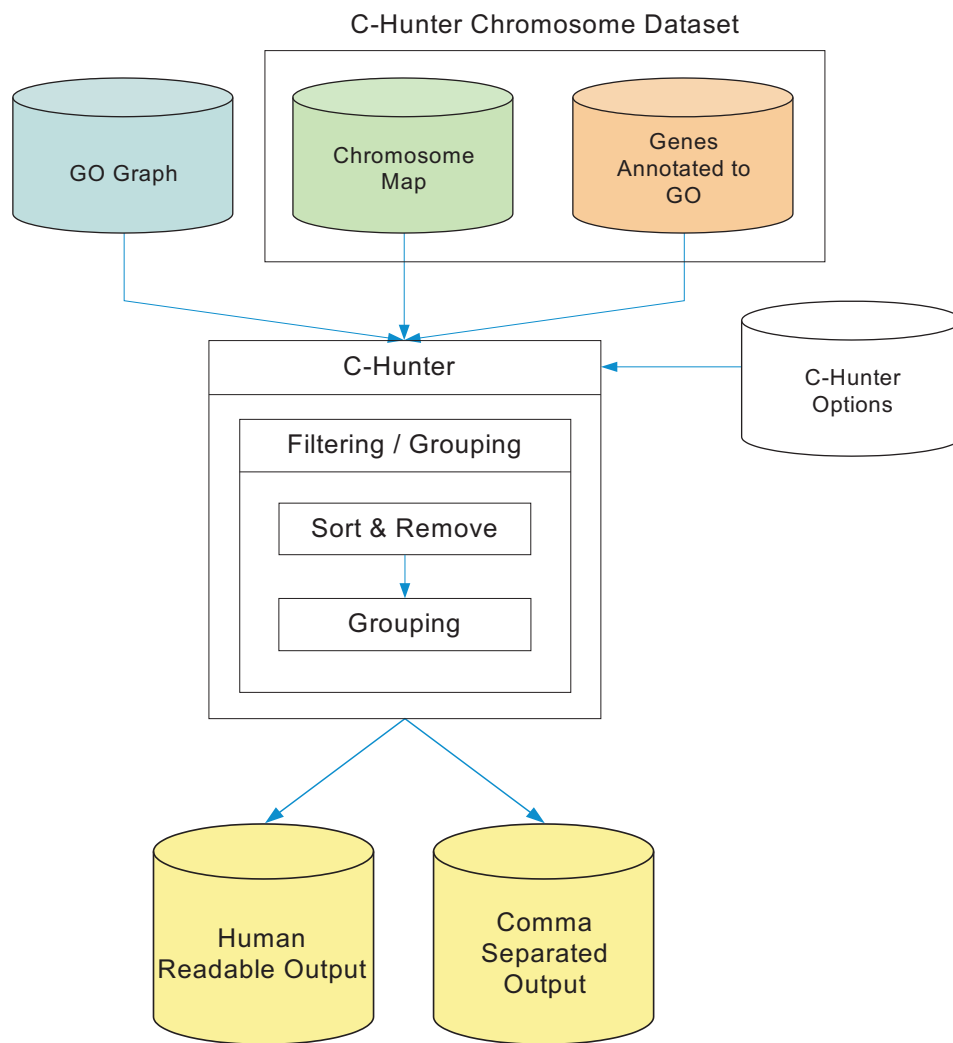 C-Hunter Chromosome Dataset
GO Graph
Chromosome
Map
Genes
Annotated to
GO
C-Hunter
Options
C-Hunter
Filtering / Grouping
Sort & Remove
Grouping
Human
Readable Output
Comma
Separated
Output